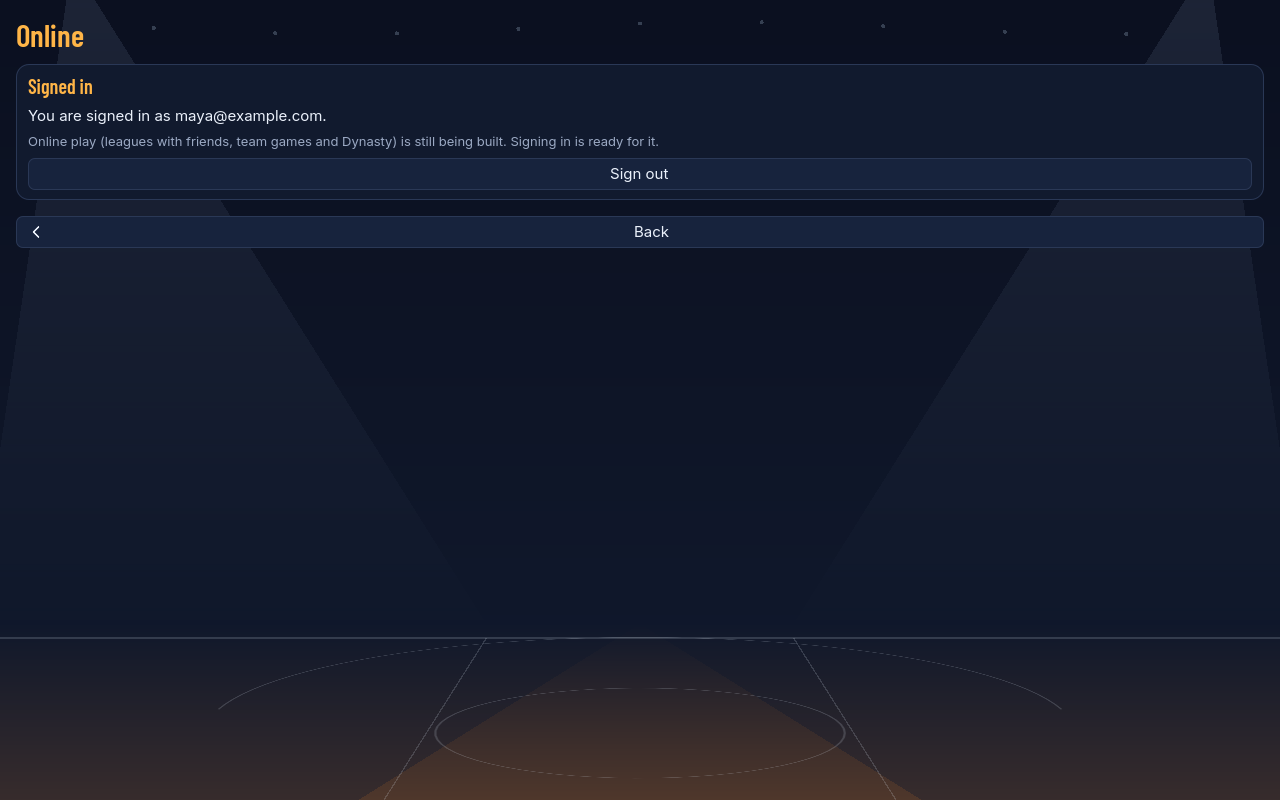 Online
Signed in
You are signed in as maya@example.com.
Online play (leagues with friends, team games and Dynasty) is still being built. Signing in is ready for it.
Sign out
Back